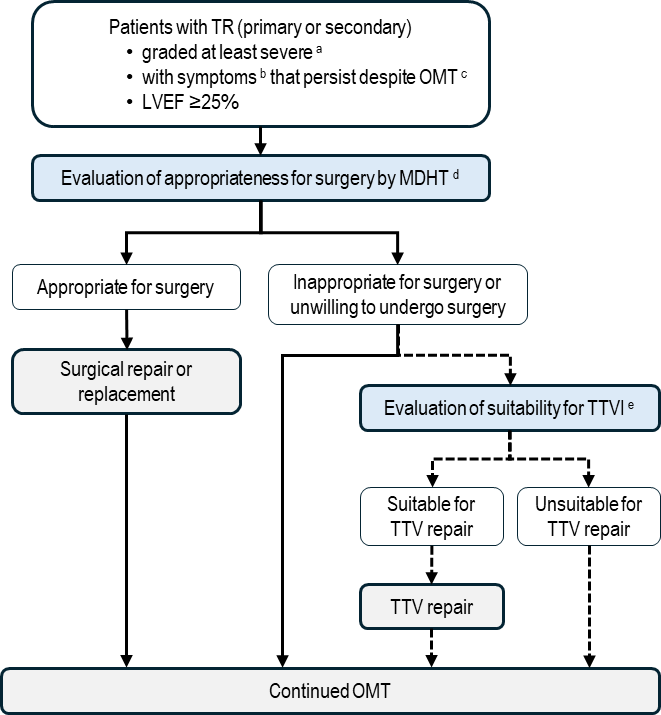 Patients with TR (primary or secondary)
• graded at least severe a
• with symptoms b that persist despite OMT c
• LVEF ≥25%
Evaluation of appropriateness for surgery by MDHT d
Appropriate for surgery
Inappropriate for surgery or
unwilling to undergo surgery
Surgical repair or
replacement
Evaluation of suitability for TTVI e
Suitable for
TTV repair
Unsuitable for
TTV repair
TTV repair
Continued OMT